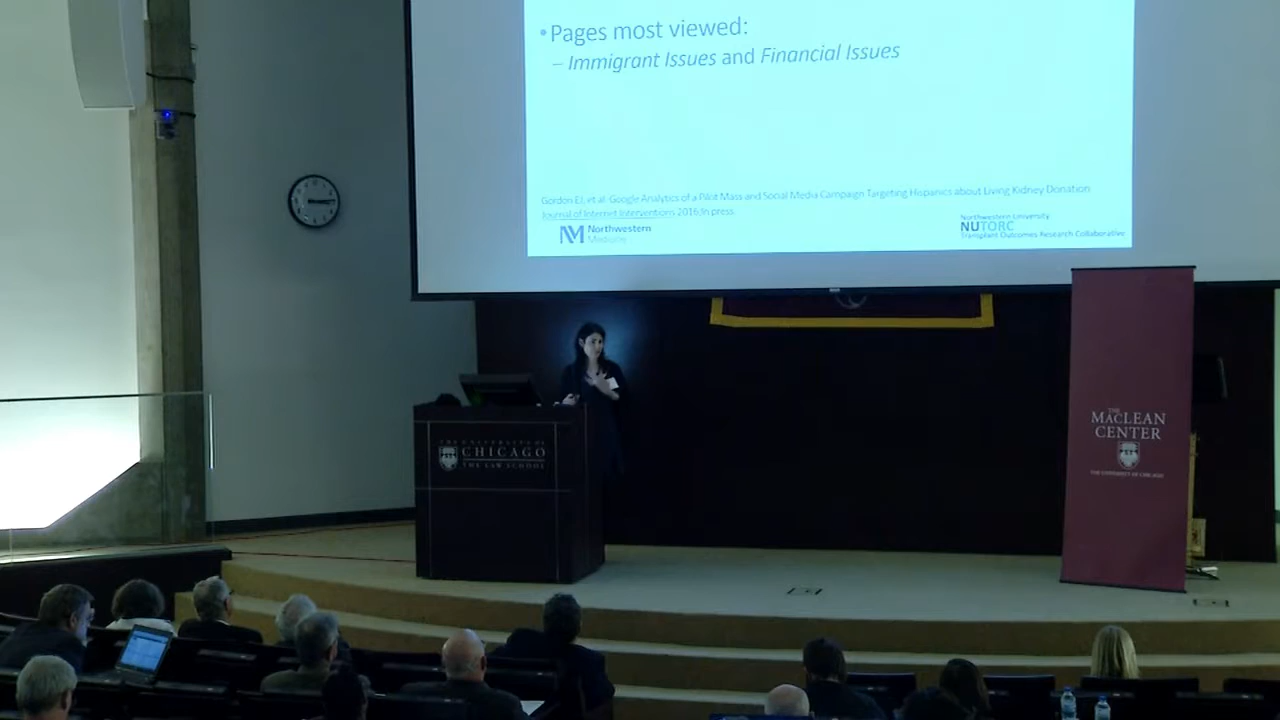 •Pages most viewed:
– Immigrant Issues and Financial Issues
Gordon EJ, et al. Google Analytics of a Pilot Mass and Social Media Campaign Targeting Hispanics about Living Kidney Donation
Journal of Internet Interventions 2016;In press.
Northwestern
Medicine
Northwestern University
NUTORC
Transplant Outcomes Research Collaborative
THE UNIVERSITY OF
CHICAGO
THE LAW SCHOOL
THE
MACLEAN
CENTER
THE UNIVERSITY OF CHICAGO